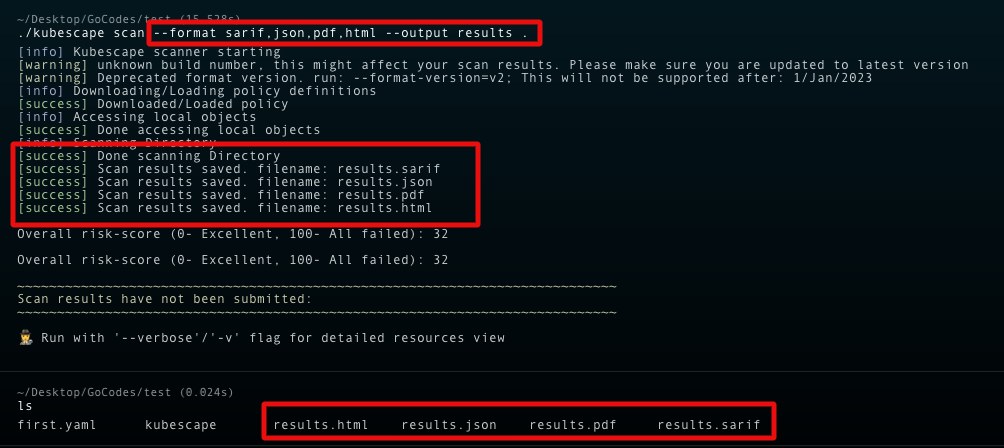 ~/Desktop/GoCodes/test (15.528s)
./kubescape scan --format sarif,json,pdf,html --output results .
[info] Kubescape scanner starting
[warning] unknown build number, this might affect your scan results. Please make sure you are updated to latest version
[warning] Deprecated format version. run: --format-version=v2; This will not be supported after: 1/Jan/2023
[info] Downloading/Loading policy definitions
[success] Downloaded/Loaded policy
[info] Accessing local objects
[success] Done accessing local objects
[info] Scanning Directory
[success] Done scanning Directory
[success] Scan results saved. filename: results.sarif
[success] Scan results saved. filename: results.json
[success] Scan results saved. filename: results.pdf
[success] Scan results saved. filename: results.html
Overall risk-score (0- Excellent, 100- All failed): 32
Overall risk-score (0- Excellent, 100- All failed): 32
~~~~~~~~~~~~~~~~~~~~~~~~~~~~~~~~~~~~~~~~~~~~~~~~~~~~~~~~~~~~~~~~~~~~~~~~~~~
Scan results have not been submitted:
~~~~~~~~~~~~~~~~~~~~~~~~~~~~~~~~~~~~~~~~~~~~~~~~~~~~~~~~~~~~~~~~~~~~~~~~~~~
Run with '--verbose'/'-v' flag for detailed resources view
~/Desktop/GoCodes/test (0.024s)
ls
first.yaml kubescape results.html results.json results.pdf results.sarif